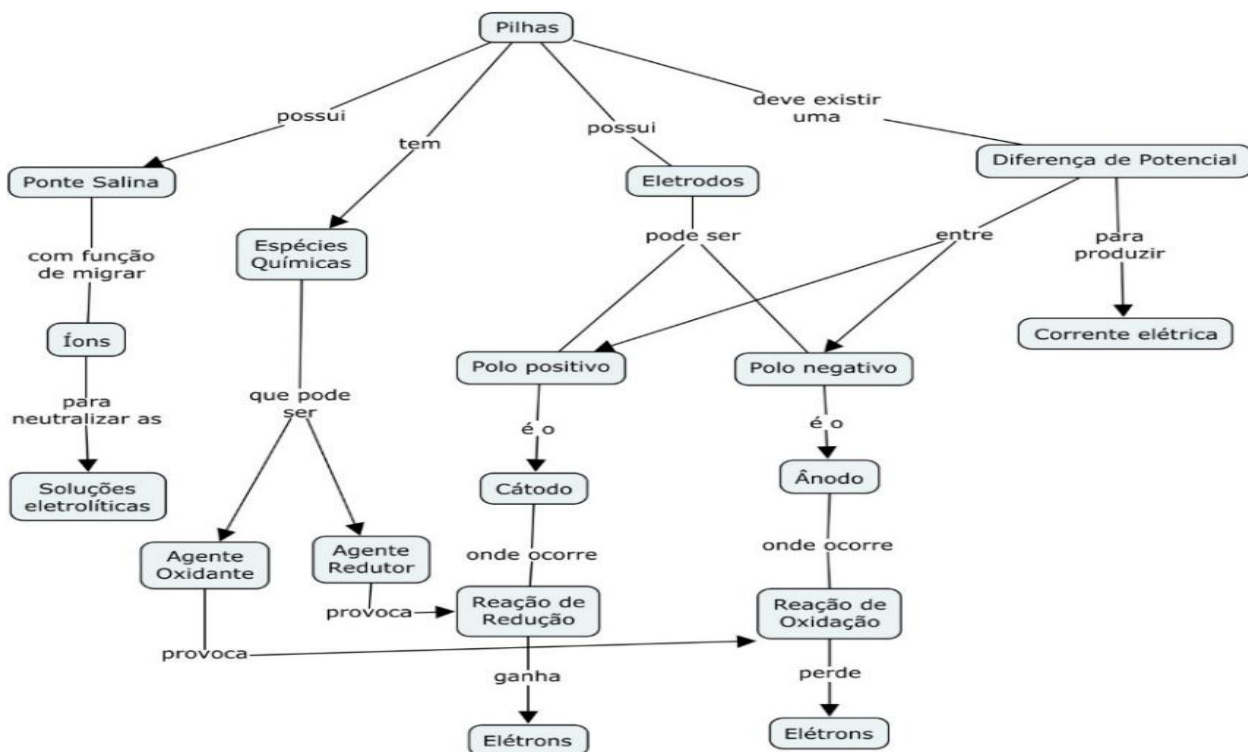 Pilhas
possui
tem
possui
deve existir
uma
Ponte Salina
Eletrodos
Diferença de Potencial
com função
de migrar
Espécies
Químicas
pode ser
entre
para
produzir
Íons
Polo positivo
Polo negativo
Corrente elétrica
para
neutralizar as
que pode
ser
é o
é o
Soluções
eletrolíticas
Cátodo
Ânodo
Agente
Oxidante
Agente
Redutor
onde ocorre
onde ocorre
provoca
Reação de
Redução
Reação de
Oxidação
provoca
ganha
perde
Elétrons
Elétrons